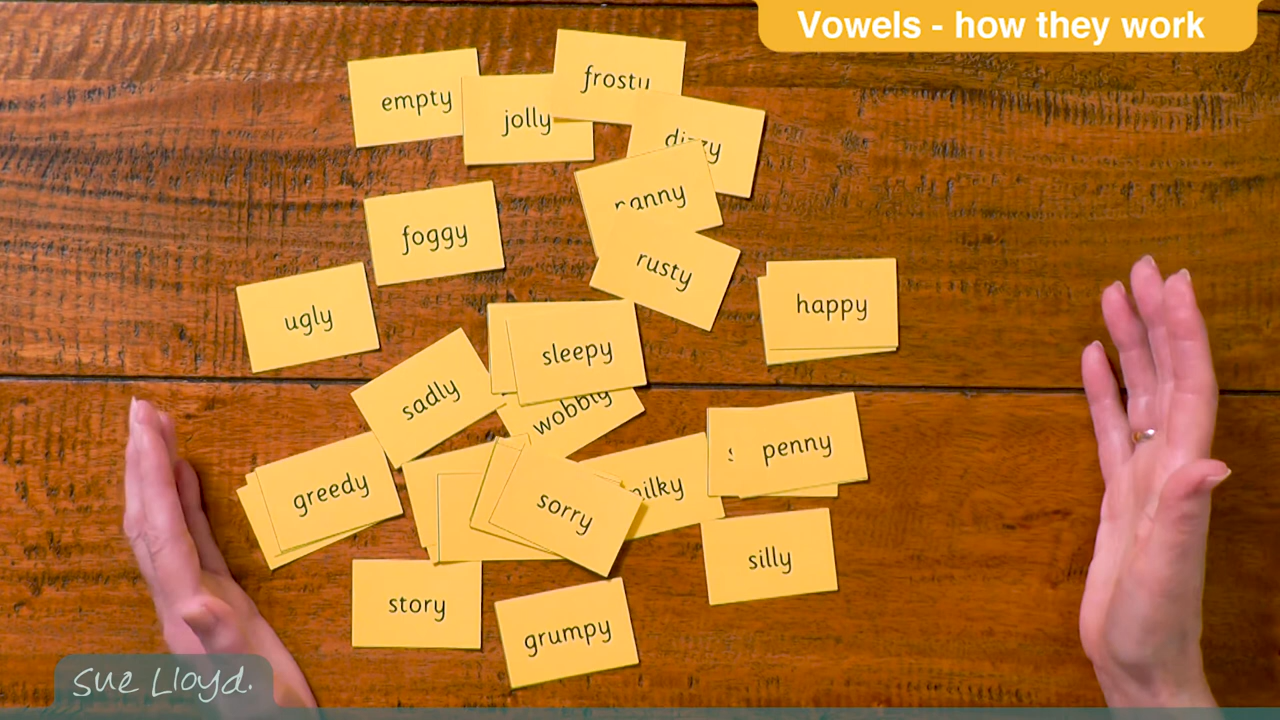 Vowels - how they work
frosty
empty
jolly
dizzy
foggy
rusty
ugly
happy
sleepy
sadly
wobbly
penny
greedy
sorry
silly
story
grumpy
Sue Lloyd.